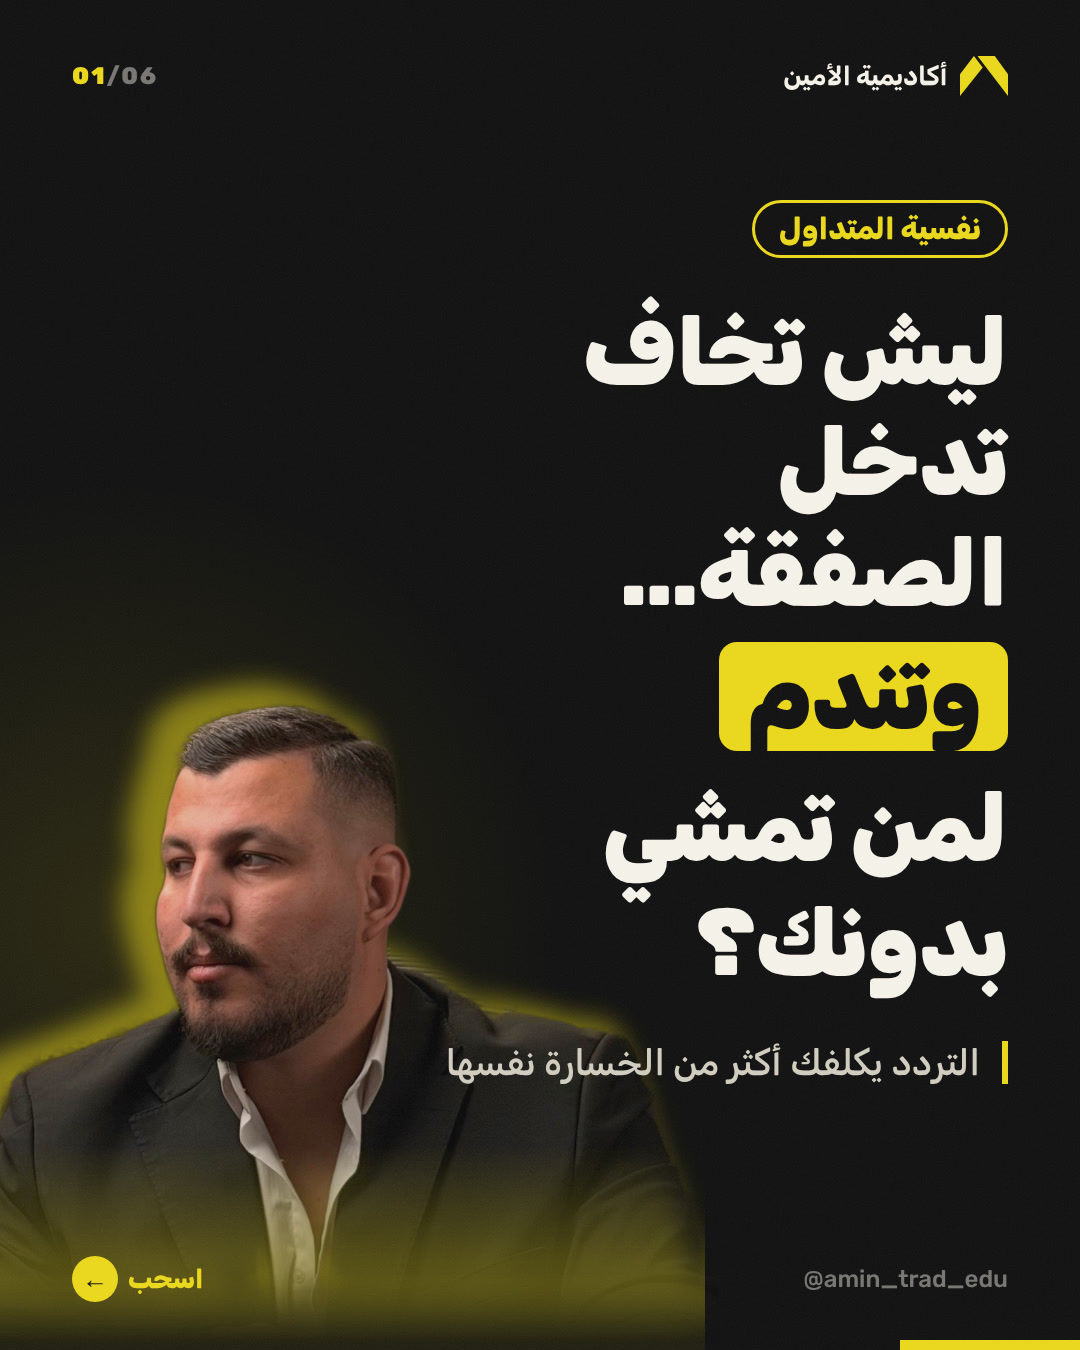 أكاديمية الأمين
01/06
نفسية المتداول
ليش تخاف
تدخل
الصفقة...
وتندم
لمن تمشي
بدونك؟
التردد يكلفك أكثر من الخسارة نفسها
@amin_trad_edu
اسحب ←